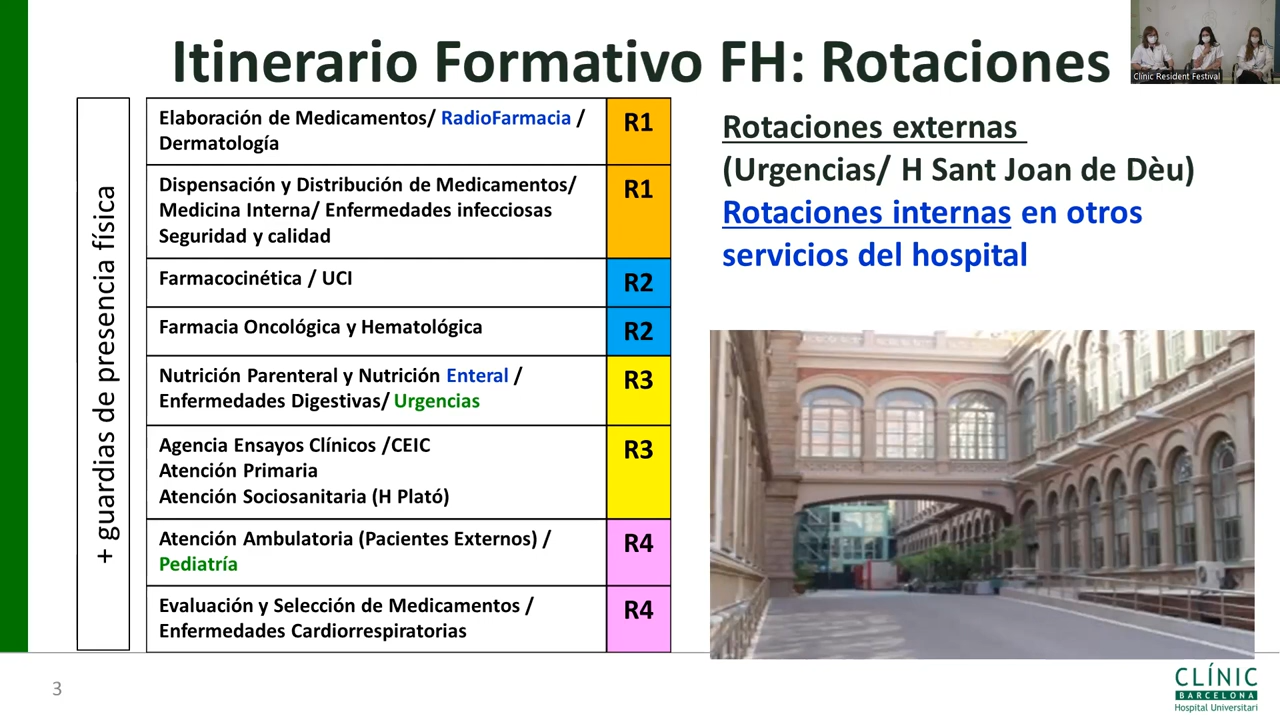 Itinerario Formativo FH: Rotaciones
Clínic Resident Festival
+ guardias de presencia física
Elaboración de Medicamentos/ RadioFarmacia /
Dermatología
R1
Dispensación y Distribución de Medicamentos/
Medicina Interna/ Enfermedades infecciosas
Seguridad y calidad
R1
Farmacocinética / UCI
R2
Farmacia Oncológica y Hematológica
R2
Nutrición Parenteral y Nutrición Enteral /
Enfermedades Digestivas/ Urgencias
R3
Agencia Ensayos Clínicos /CEIC
Atención Primaria
Atención Sociosanitaria (H Plató)
R3
Atención Ambulatoria (Pacientes Externos) /
Pediatría
R4
Evaluación y Selección de Medicamentos /
Enfermedades Cardiorrespiratorias
R4
Rotaciones externas
(Urgencias/ H Sant Joan de Dèu)
Rotaciones internas en otros
servicios del hospital
3
CLÍNIC
BARCELONA
Hospital Universitari